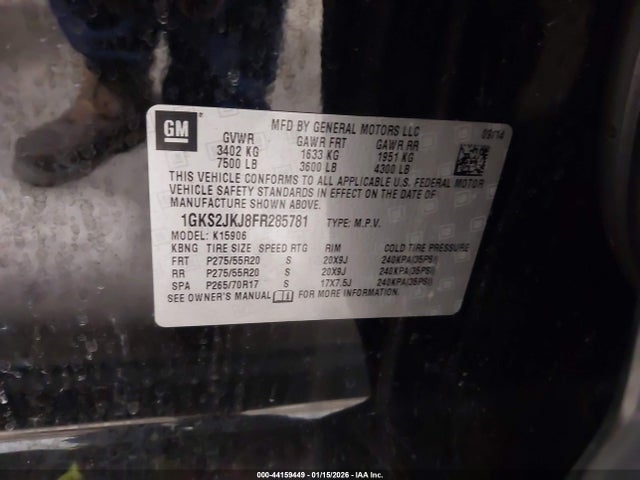 GM
MFD BY GENERAL MOTORS LLC 09/14
GVWR GAWR FRT GAWR RR
3402 KG 1633 KG 1951 KG
7500 LB 3600 LB 4300 LB
THIS VEHICLE CONFORMS TO ALL APPLICABLE U.S. FEDERAL MOTOR
VEHICLE SAFETY STANDARDS IN EFFECT ON THE DATE OF
MANUFACTURE SHOWN ABOVE.
1GKS2JKJ8FR285781 TYPE: M.P.V.
MODEL: K15906
KBNG TIRE SIZE SPEED RTG RIM COLD TIRE PRESSURE
FRT P275/55R20 S 20X9J 240KPA(35PSI)
RR P275/55R20 S 20X9J 240KPA(35PSI)
SPA P265/70R17 S 17X7.5J 240KPA(35PSI)
SEE OWNER'S MANUAL FOR MORE INFORMATION.
000-44159449 | 01/15/2026 - IAA Inc.